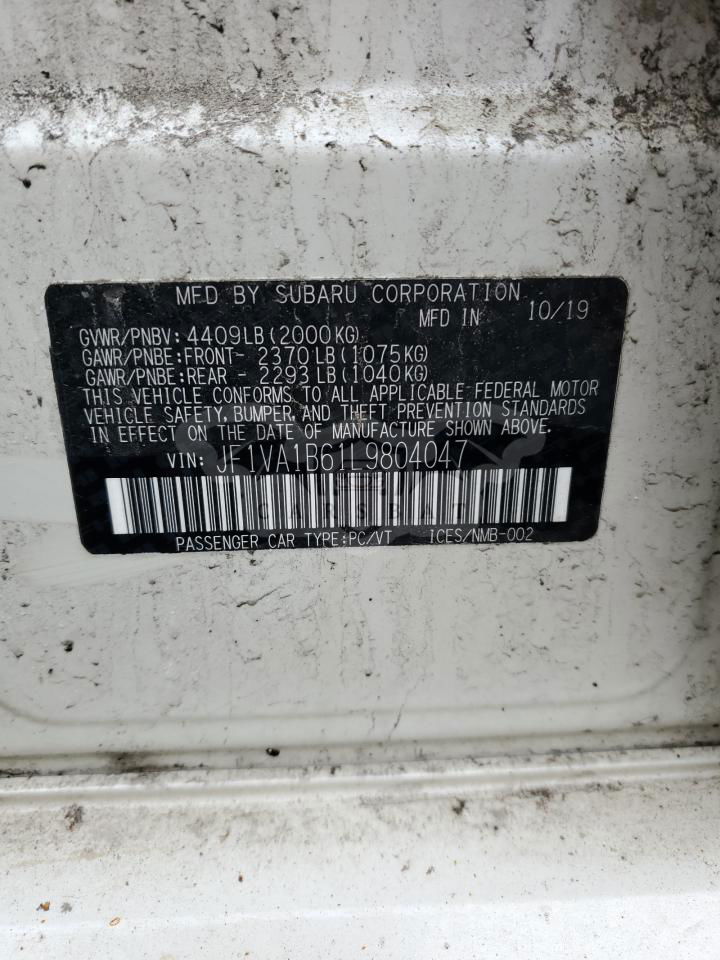 MFD BY SUBARU CORPORATION
MFD IN 10/19
GVWR/PNBV: 4409LB(2000KG)
GAWR/PNBE:FRONT- 2370LB(1075KG)
GAWR/PNBE:REAR - 2293LB(1040KG)
THIS VEHICLE CONFORMS TO ALL APPLICABLE FEDERAL MOTOR
VEHICLE SAFETY, BUMPER, AND THEFT PREVENTION STANDARDS
IN EFFECT ON THE DATE OF MANUFACTURE SHOWN ABOVE.
VIN: JF1VA1B61L9804047
CARSBAT
PASSENGER CAR TYPE:PC/VT ICES/NMB-002